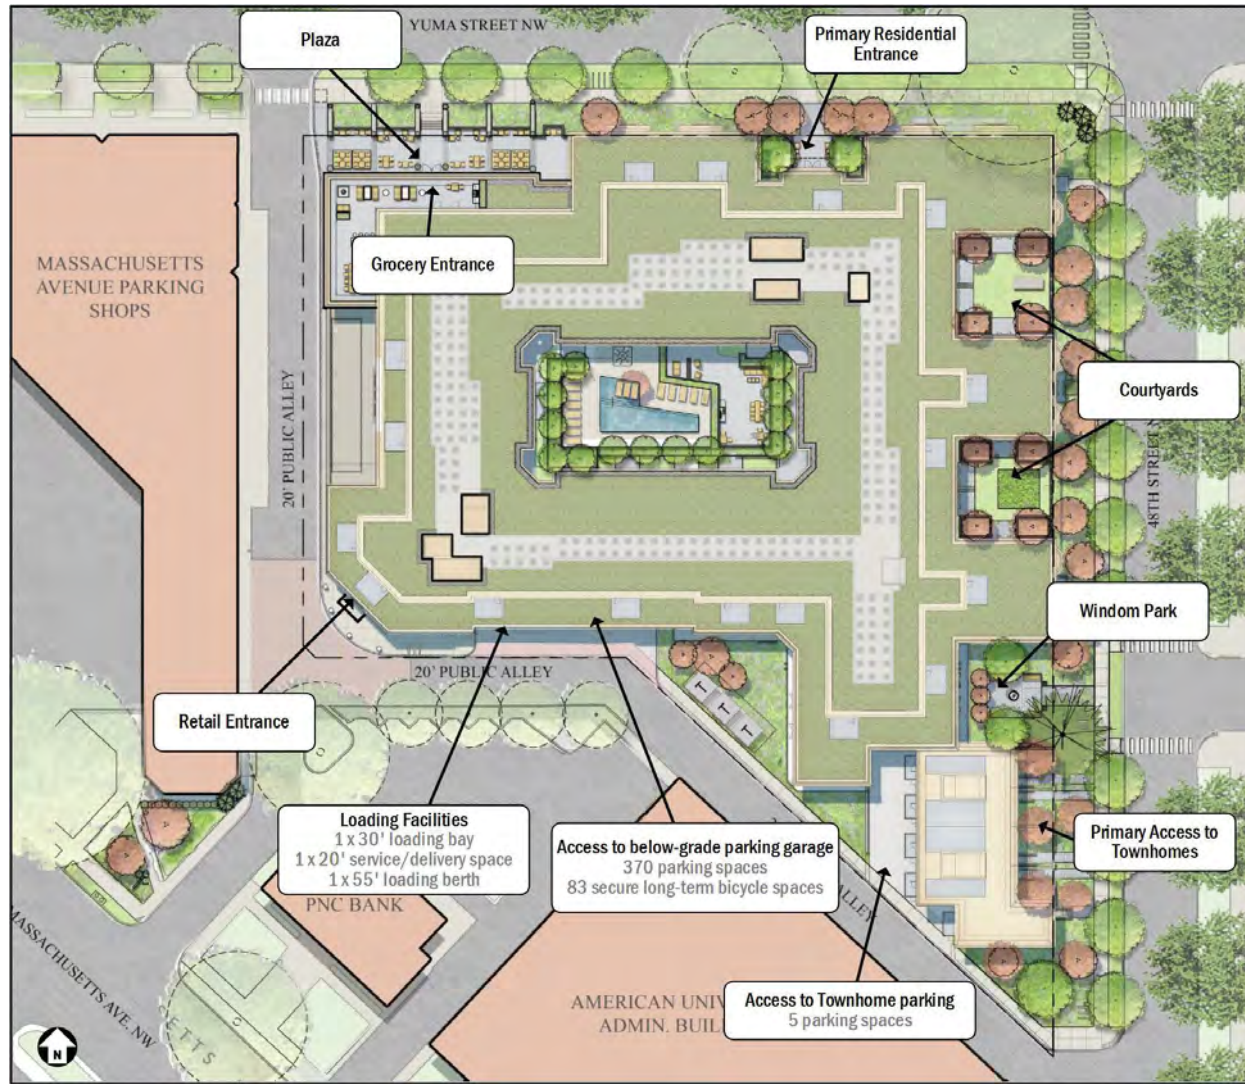 YUMA STREET NW
Plaza
Primary Residential
Entrance
Grocery Entrance
MASSACHUSETTS
AVENUE PARKING
SHOPS
Courtyards
20' PUBLIC ALLEY
48TH STREET N
Windom Park
20' PUBLIC ALLEY
Retail Entrance
Loading Facilities
1 x 30' loading bay
1 x 20' service/delivery space
1 x 55' loading berth
Access to below-grade parking garage
370 parking spaces
83 secure long-term bicycle spaces
Primary Access to
Townhomes
PNC BANK
MASSACHUSETTS AVE. NW
AMERICAN UNIV
ADMIN. BUIL
Access to Townhome parking
5 parking spaces
N